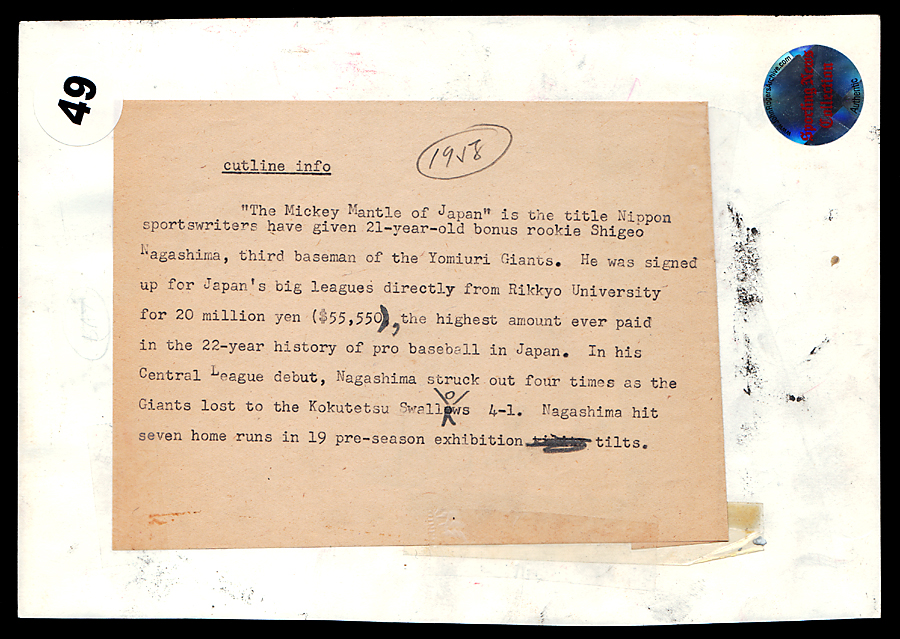 49
Sporting News
Collection
Authentic
cutline info
1958
"The Mickey Mantle of Japan" is the title Nippon
sportswriters have given 21-year-old bonus rookie Shigeo
Nagashima, third baseman of the Yomiuri Giants. He was signed
up for Japan's big leagues directly from Rikkyo University
for 20 million yen ($55,550), the highest amount ever paid
in the 22-year history of pro baseball in Japan. In his
Central League debut, Nagashima struck out four times as the
Giants lost to the Kokutetsu Swallows 4-1. Nagashima hit
seven home runs in 19 pre-season exhibition tilts.